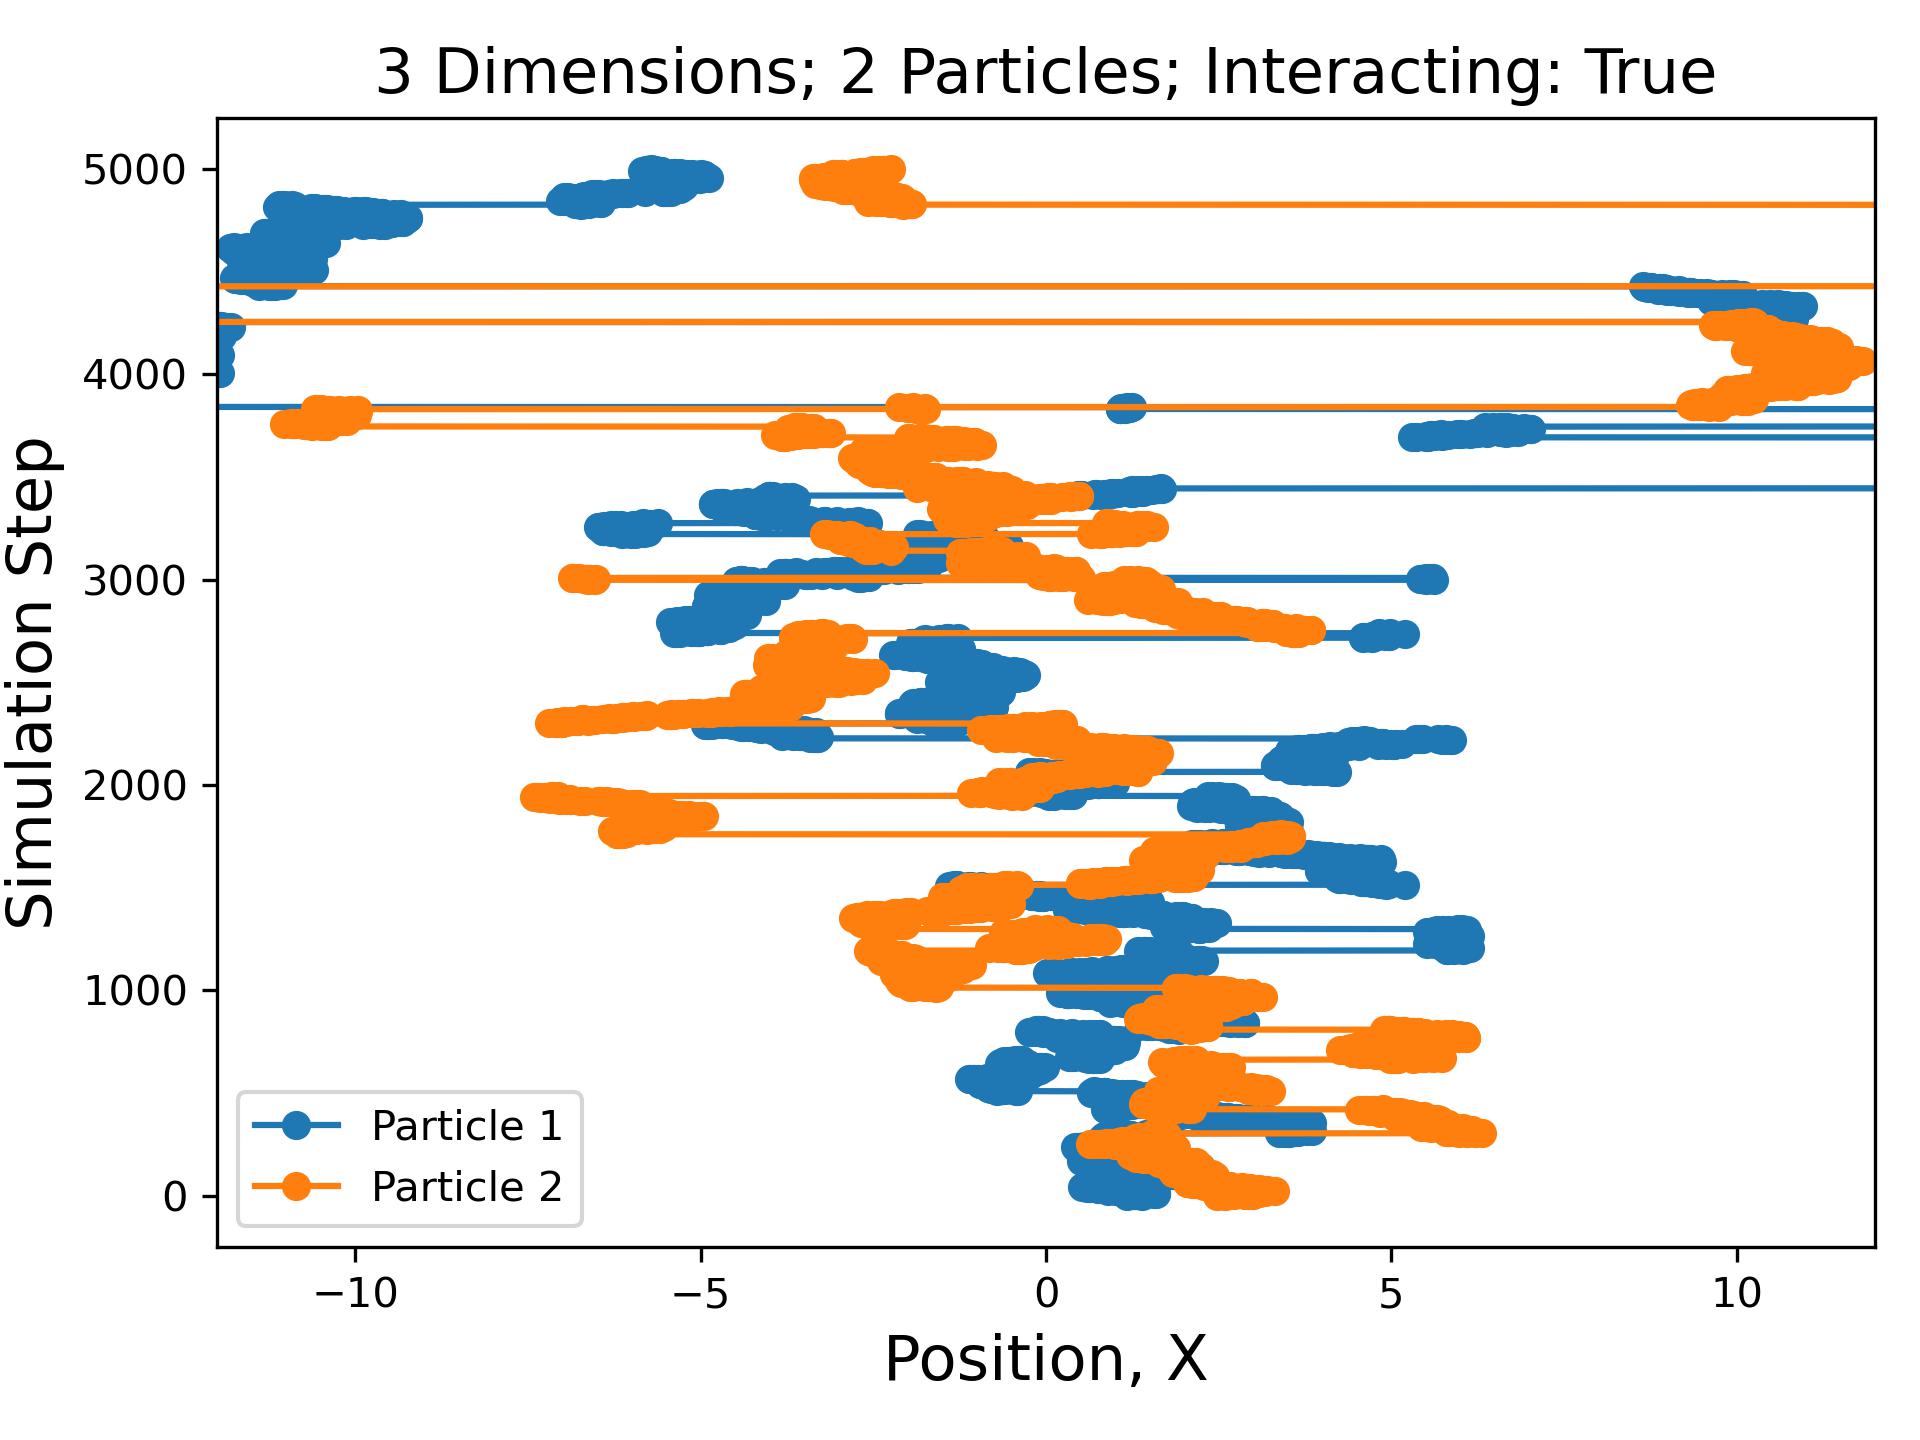 3 Dimensions; 2 Particles; Interacting: True
Simulation Step
5000
4000
3000
2000
1000
0
Particle 1
Particle 2
−10
−5
0
5
10
Position, X